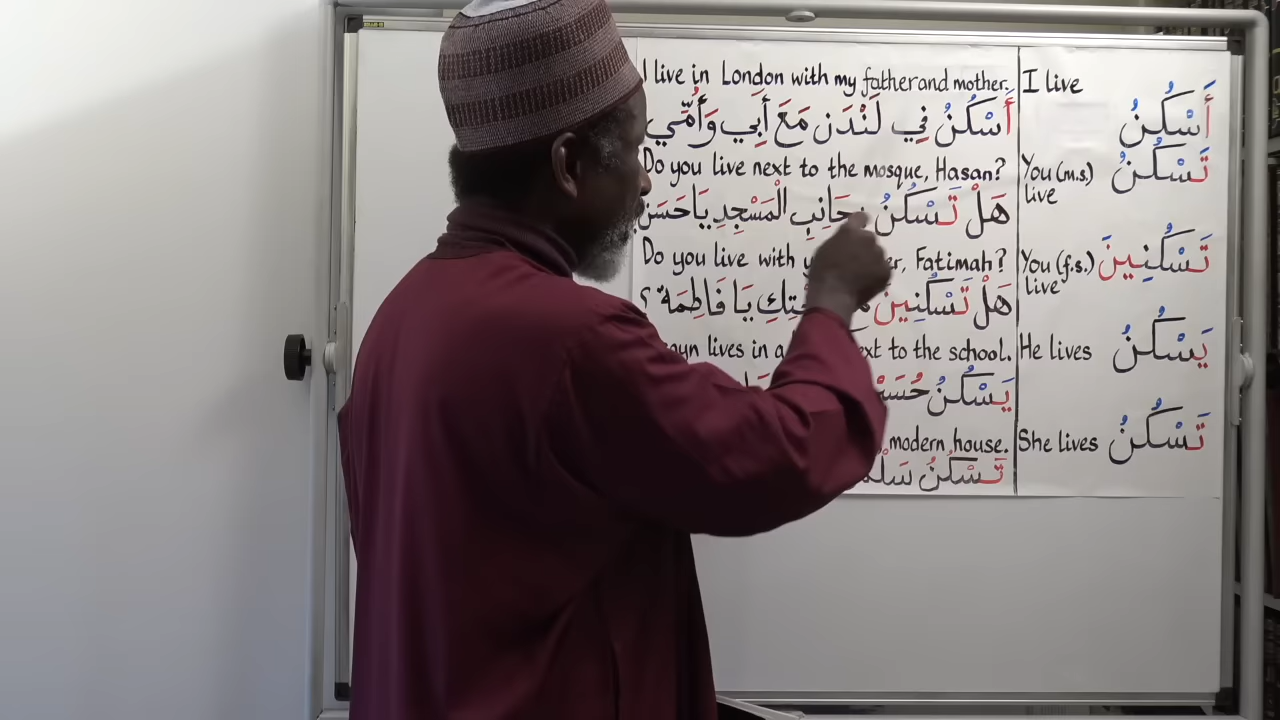 I live in London with my father and mother.
أَسْكُنُ فِي لَنْدَن مَعَ أَبِي وَأُمِّي
Do you live next to the mosque, Hasan?
هَلْ تَسْكُنُ بِجَانِبِ الْمَسْجِدِ يَا حَسَنُ
Do you live with er, Fatimah?
هَلْ تَسْكُنِينَ يَا فَاطِمَة ؟
lives in a ext to the school.
يَسْكُنُ
modern house.
تَسْكُنُ
I live
أَسْكُنُ
You (m.s.)
live
تَسْكُنُ
You (f.s.)
live
تَسْكُنِينَ
He lives
يَسْكُنُ
She lives
تَسْكُنُ